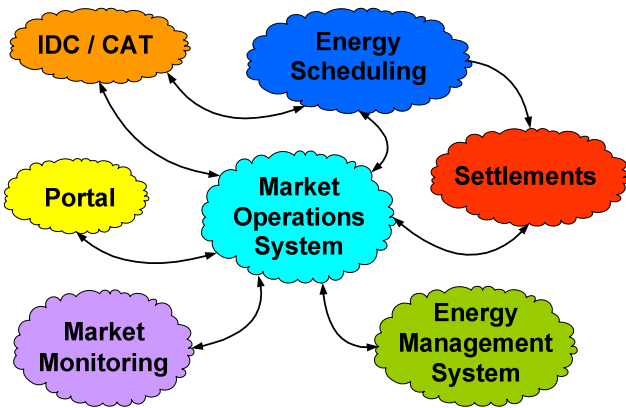 IDC / CAT
Energy
Scheduling
Portal
Market
Operations
System
Settlements
Market
Monitoring
Energy
Management
System